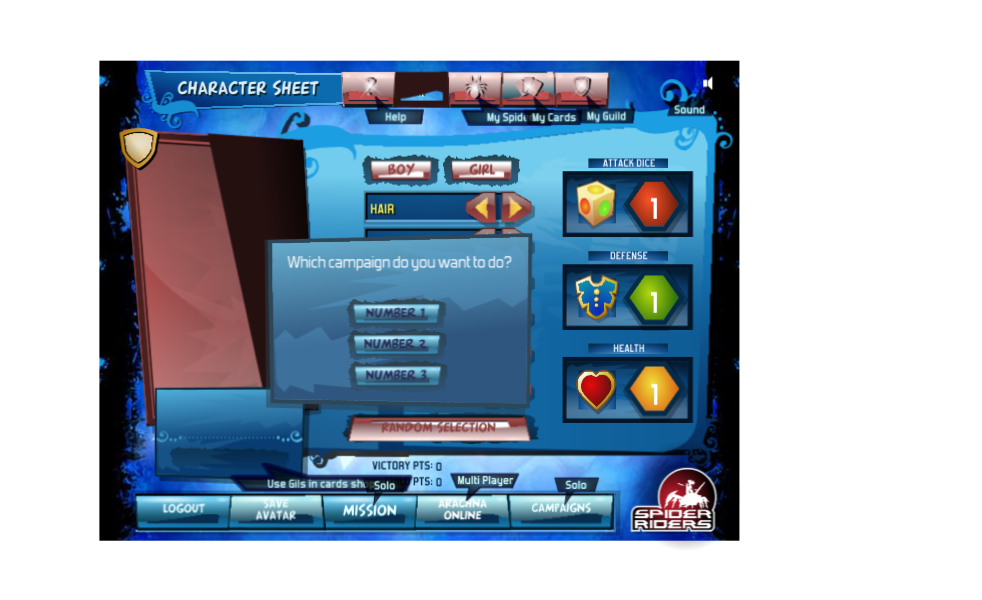 CHARACTER SHEET
Help
My Spide
My Cards
My Guild
Sound
BOY
GIRL
HAIR
ATTACK DICE
1
DEFENSE
1
HEALTH
1
Which campaign do you want to do?
NUMBER 1
NUMBER 2
NUMBER 3
RANDOM SELECTION
VICTORY PTS: 0
Use Gils in cards sh
PTS: 0
Solo
Multi Player
Solo
LOGOUT
SAVE
AVATAR
MISSION
ARACHNA
ONLINE
CAMPAIGNS
SPIDER
RIDERS